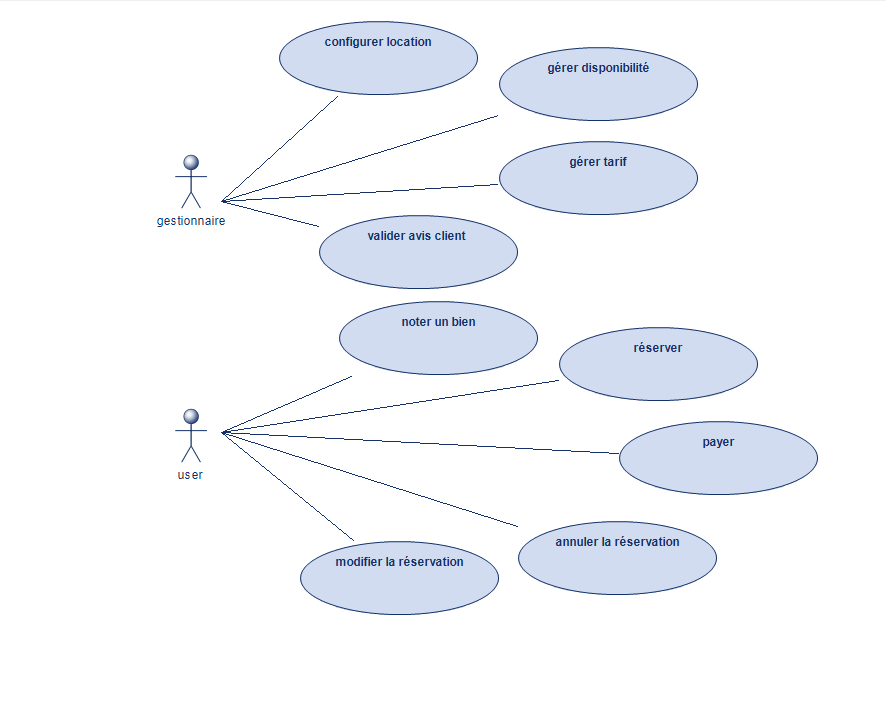 configurer location
gérer disponibilité
gérer tarif
gestionnaire
valider avis client
noter un bien
réserver
payer
user
annuler la réservation
modifier la réservation